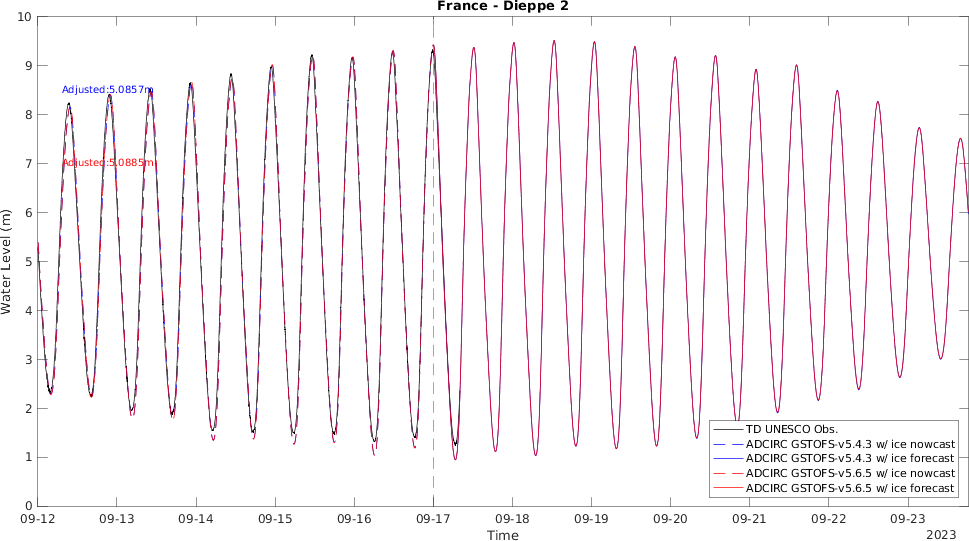 France - Dieppe 2
10
9
8
7
6
5
4
3
2
1
0
Water Level (m)
Adjusted:5.0857m
Adjusted:5.0885m
TD UNESCO Obs.
ADCIRC GSTOFS-v5.4.3 w/ ice nowcast
ADCIRC GSTOFS-v5.4.3 w/ ice forecast
ADCIRC GSTOFS-v5.6.5 w/ ice nowcast
ADCIRC GSTOFS-v5.6.5 w/ ice forecast
09-12 09-13 09-14 09-15 09-16 09-17 09-18 09-19 09-20 09-21 09-22 09-23
Time
2023